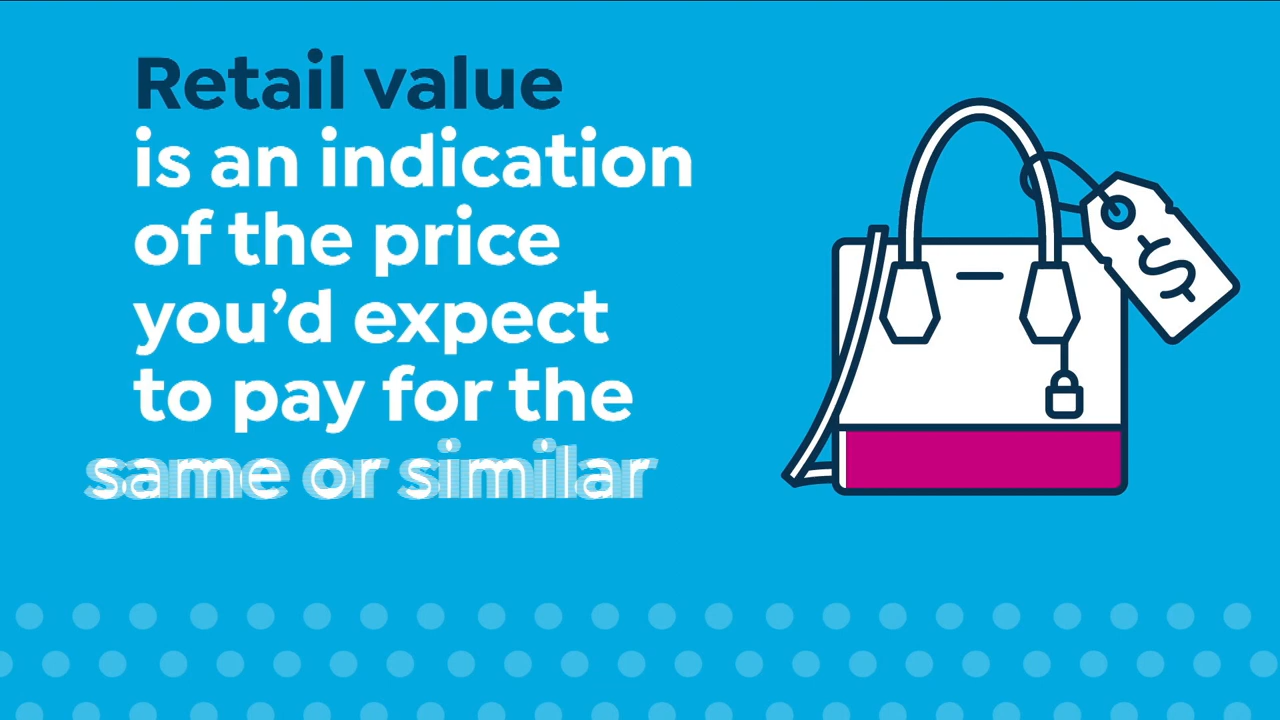 Retail value
is an indication
of the price
you’d expect
to pay for the
same or similar
$